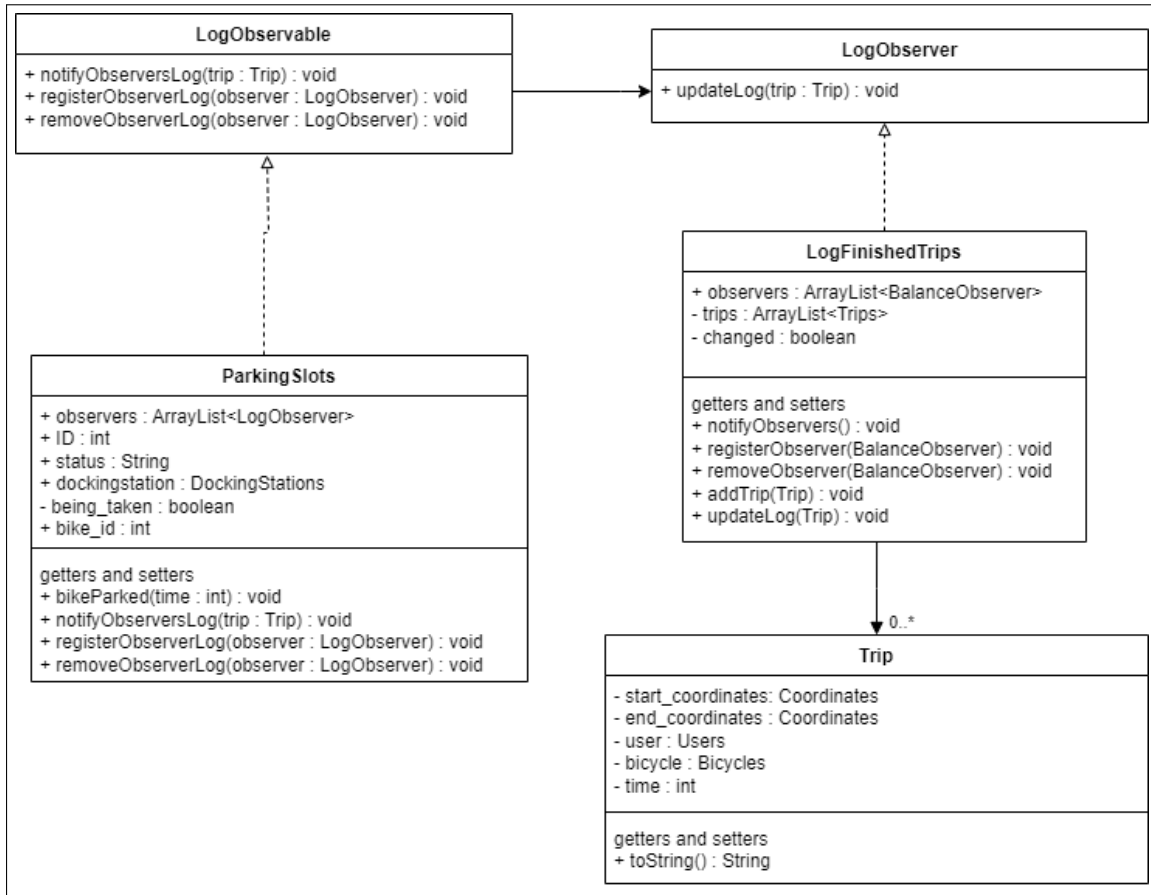 LogObservable
+ notifyObserversLog(trip : Trip) : void
+ registerObserverLog(observer : LogObserver) : void
+ removeObserverLog(observer : LogObserver) : void
LogObserver
+ updateLog(trip : Trip) : void
ParkingSlots
+ observers : ArrayList<LogObserver>
+ ID : int
+ status : String
+ dockingstation : DockingStations
- being_taken : boolean
+ bike_id : int
getters and setters
+ bikeParked(time : int) : void
+ notifyObserversLog(trip : Trip) : void
+ registerObserverLog(observer : LogObserver) : void
+ removeObserverLog(observer : LogObserver) : void
LogFinishedTrips
+ observers : ArrayList<BalanceObserver>
- trips : ArrayList<Trips>
- changed : boolean
getters and setters
+ notifyObservers() : void
+ registerObserver(BalanceObserver) : void
+ removeObserver(BalanceObserver) : void
+ addTrip(Trip) : void
+ updateLog(Trip) : void
0..*
Trip
- start_coordinates: Coordinates
- end_coordinates : Coordinates
- user : Users
- bicycle : Bicycles
- time : int
getters and setters
+ toString() : String